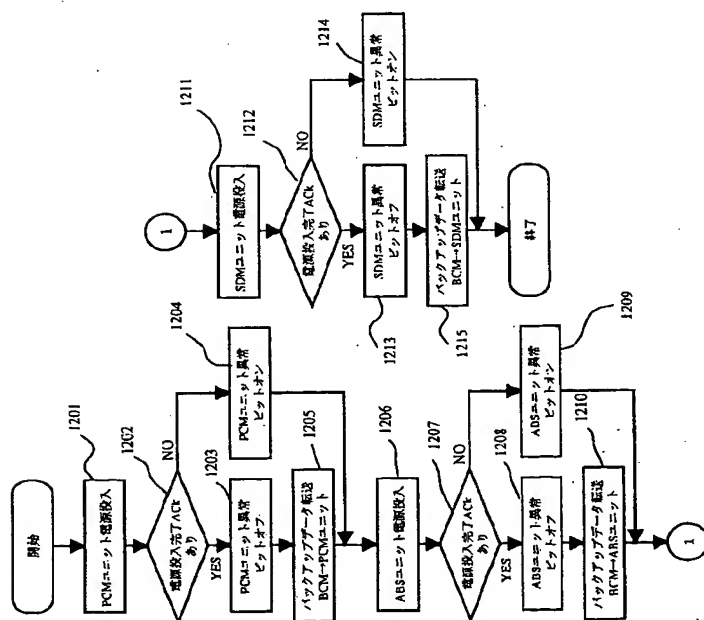 開始
1201
PCMユニット電源投入
1202
電源投入完了ACk
あり
NO
YES
1203
PCMユニット異常
ビットオフ
1204
PCMユニット異常
ビットオン
1205
バックアップデータ転送
BCM→PCMユニット
1206
ABSユニット電源投入
1207
電源投入完了ACk
あり
NO
YES
1208
ABSユニット異常
ビットオフ
1209
ABSユニット異常
ビットオン
1210
バックアップデータ転送
BCM→ABSユニット
1
1
1211
SDMユニット電源投入
1212
電源投入完了ACk
あり
NO
YES
1213
SDMユニット異常
ビットオフ
1214
SDMユニット異常
ビットオン
1215
バックアップデータ転送
BCM→SDMユニット
終了